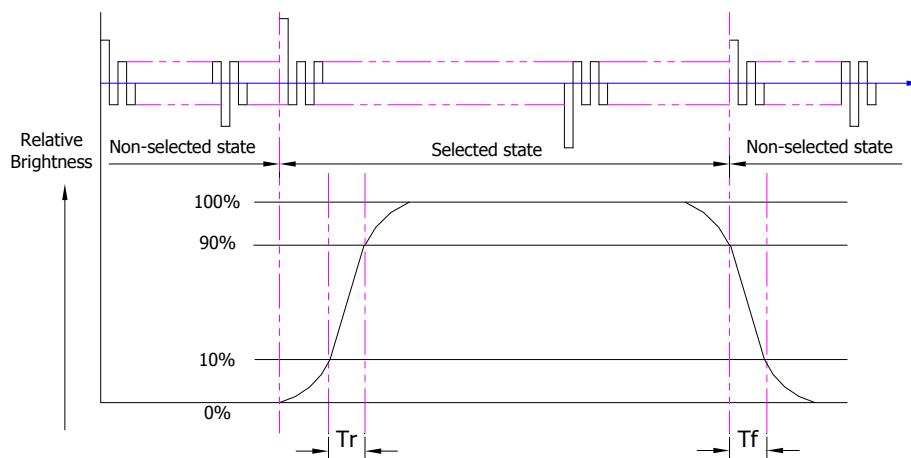 Relative
Brightness
Non-selected state
Selected state
Non-selected state
100%
90%
10%
0%
Tr
Tf